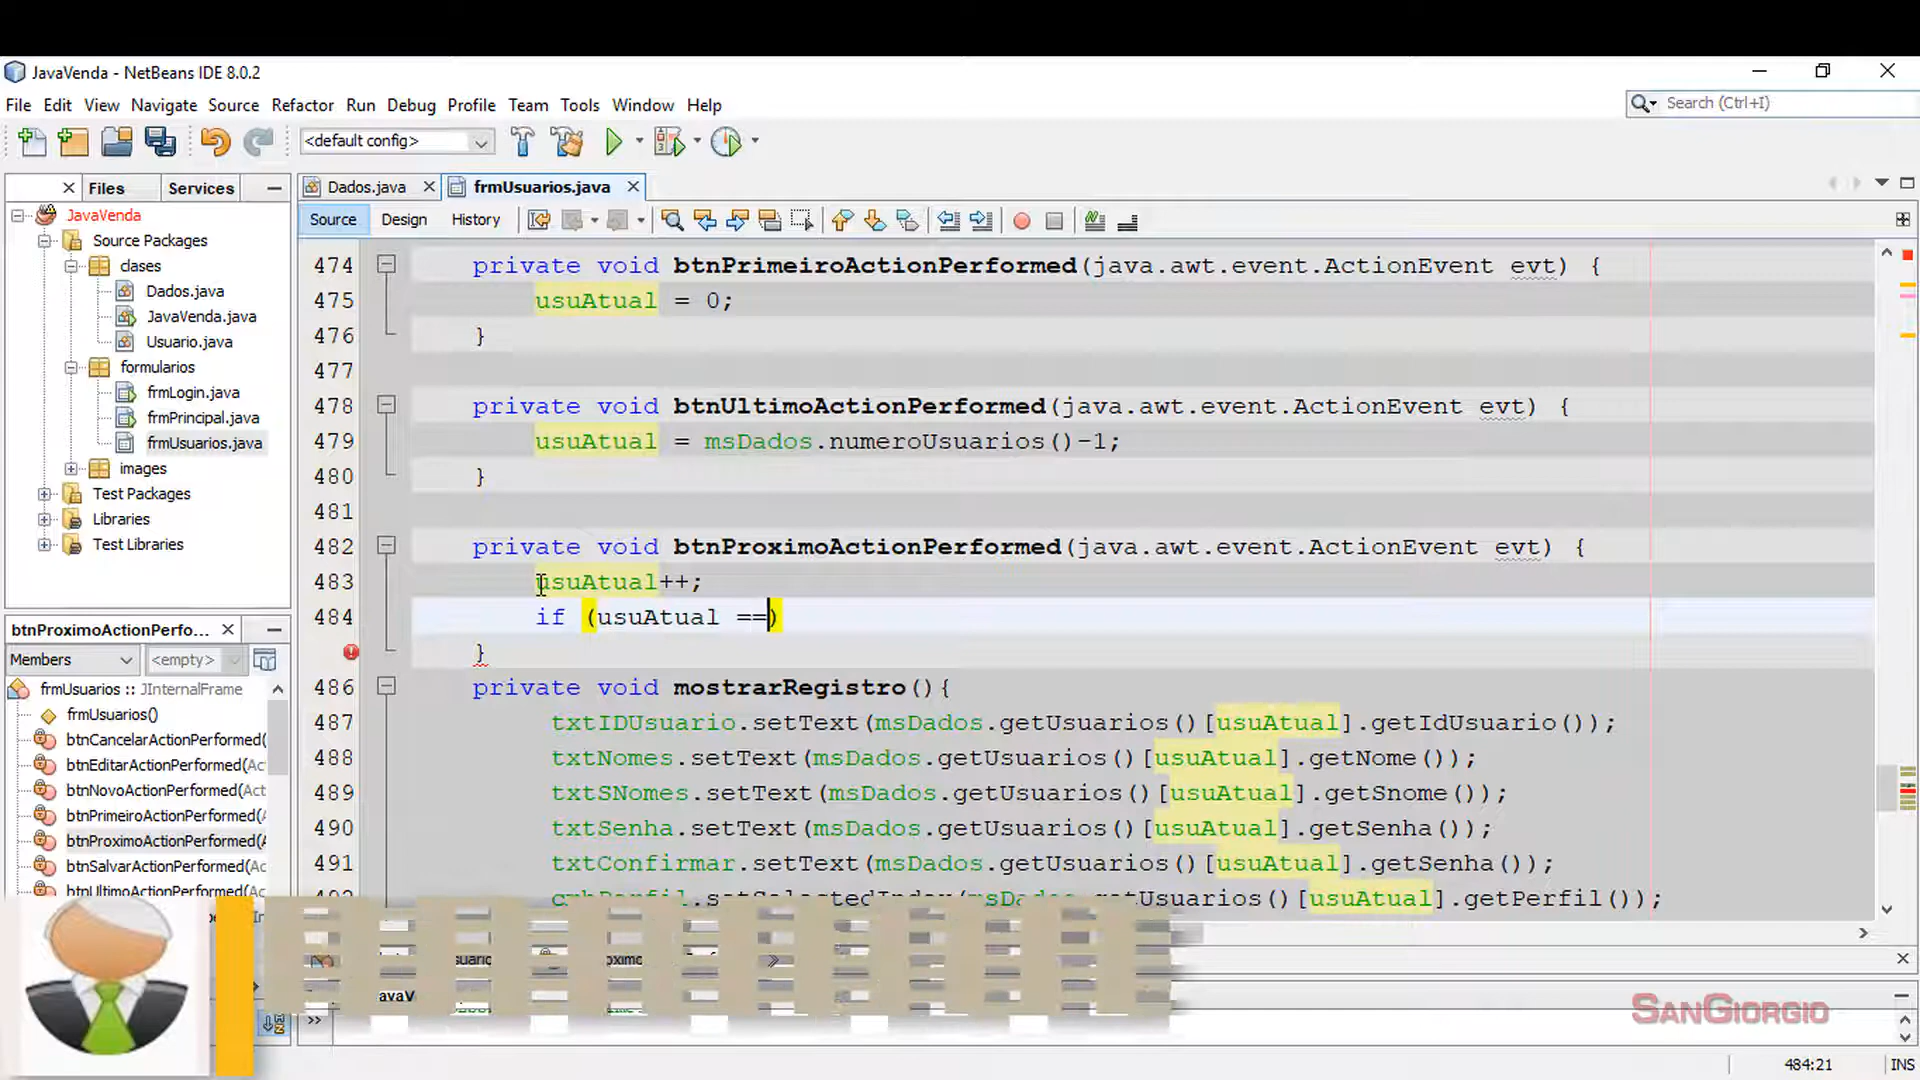 JavaVenda - NetBeans IDE 8.0.2
File Edit View Navigate Source Refactor Run Debug Profile Team Tools Window Help
Search (Ctrl+I)
<default config>
Files Services
Dados.java frmUsuarios.java
Source Design History
JavaVenda
Source Packages
clases
Dados.java
JavaVenda.java
Usuario.java
formularios
frmLogin.java
frmPrincipal.java
frmUsuarios.java
images
Test Packages
Libraries
Test Libraries
btnProximoActionPerfo...
Members <empty>
frmUsuarios :: JInternalFrame
frmUsuarios()
btnCancelarActionPerformed(
btnEditarActionPerformed(Ac
btnNovoActionPerformed(Act
btnPrimeiroActionPerformed(
btnProximoActionPerformed(A
btnSalvarActionPerformed(Ac
btnUltimoActionPerformed(Ac
474 private void btnPrimeiroActionPerformed(java.awt.event.ActionEvent evt) {
475 usuAtual = 0;
476 }
477
478 private void btnUltimoActionPerformed(java.awt.event.ActionEvent evt) {
479 usuAtual = msDados.numeroUsuarios()-1;
480 }
481
482 private void btnProximoActionPerformed(java.awt.event.ActionEvent evt) {
483 usuAtual++;
484 if (usuAtual ==)
}
486 private void mostrarRegistro(){
487 txtIDUsuario.setText(msDados.getUsuarios()[usuAtual].getIdUsuario());
488 txtNomes.setText(msDados.getUsuarios()[usuAtual].getNome());
489 txtSNomes.setText(msDados.getUsuarios()[usuAtual].getSnome());
490 txtSenha.setText(msDados.getUsuarios()[usuAtual].getSenha());
491 txtConfirmar.setText(msDados.getUsuarios()[usuAtual].getSenha());
[usuAtual].getPerfil());
SANGIORGIO
484:21 INS